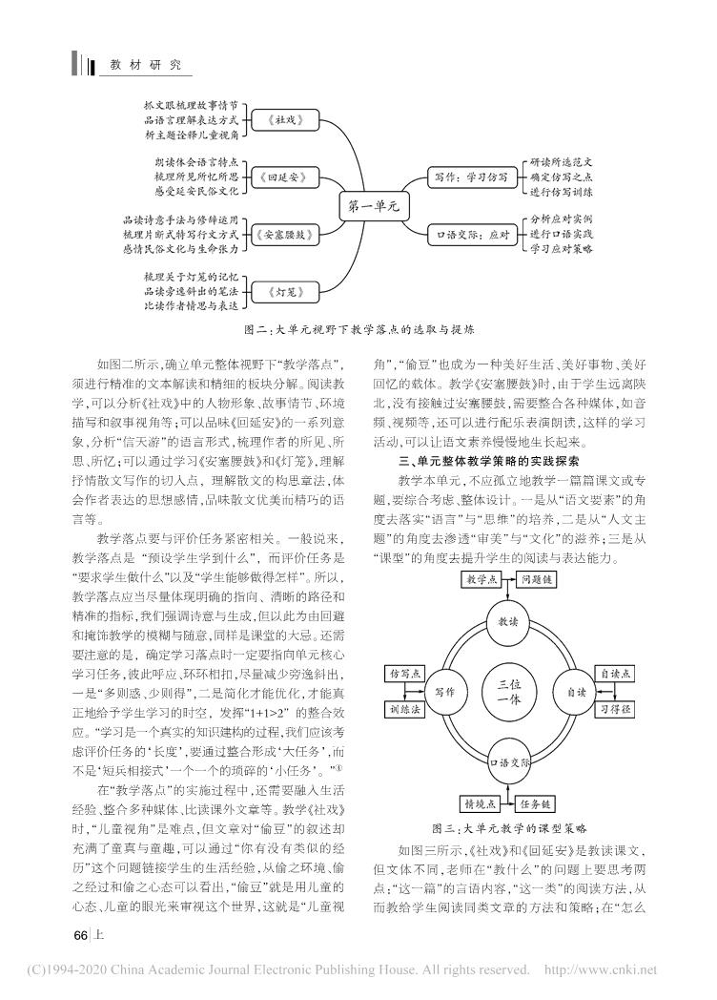 教材研究
抓文眼梳理故事情节
品语言理解表达方式
析主题诠释儿童视角
《社戏》
朗读体会语言特点
梳理所见所忆所思
感受延安民俗文化
《回延安》
品读诗意手法与修辞运用
梳理片断式特写行文方式
感悟民俗文化与生命张力
《安塞腰鼓》
梳理关于灯笼的记忆
品读旁逸斜出的笔法
比读作者情思与表达
《灯笼》
第一单元
写作：学习仿写
研读所选范文
确定仿写之点
进行仿写训练
口语交际：应对
分析应对实例
进行口语实践
学习应对策略
图二:大单元视野下教学落点的选取与提炼
如图二所示,确立单元整体视野下“教学落点”,
须进行精准的文本解读和精细的板块分解。阅读教
学,可以分析《社戏》中的人物形象、故事情节、环境
描写和叙事视角等;可以品味《回延安》的一系列意
象,分析“信天游”的语言形式,梳理作者的所见、所
思、所忆;可以通过学习《安塞腰鼓》和《灯笼》,理解
抒情散文写作的切入点，理解散文的构思章法,体
会作者表达的思想感情,品味散文优美而精巧的语
言等。
教学落点要与评价任务紧密相关。一般说来,
教学落点是“预设学生学到什么”，而评价任务是
“要求学生做什么”以及“学生能够做得怎样”。所以,
教学落点应当尽量体现明确的指向、清晰的路径和
精准的指标,我们强调诗意与生成,但以此为由回避
和掩饰教学的模糊与随意,同样是课堂的大忌。还需
要注意的是，确定学习落点时一定要指向单元核心
学习任务,彼此呼应、环环相扣,尽量减少旁逸斜出,
一是“多则惑、少则得”,二是简化才能优化,才能真
正地给予学生学习的时空，发挥“1+1>2”的整合效
应。“学习是一个真实的知识建构的过程,我们应该考
虑评价任务的‘长度’,要通过整合形成‘大任务’,而
不是‘短兵相接式’一个一个的琐碎的‘小任务’。”④
在“教学落点”的实施过程中,还需要融入生活
经验、整合多种媒体、比读课外文章等。教学《社戏》
时,“儿童视角”是难点,但文章对“偷豆”的叙述却
充满了童真与童趣,可以通过“你有没有类似的经
历”这个问题链接学生的生活经验,从偷之环境、偷
之经过和偷之心态可以看出,“偷豆”就是用儿童的
心态、儿童的眼光来审视这个世界,这就是“儿童视
角”,“偷豆”也成为一种美好生活、美好事物、美好
回忆的载体。教学《安塞腰鼓》时,由于学生远离陕
北,没有接触过安塞腰鼓,需要整合各种媒体,如音
频、视频等,还可以进行配乐表演朗读,这样的学习
活动,可以让语文素养慢慢地生长起来。
三、单元整体教学策略的实践探索
教学本单元,不应孤立地教学一篇篇课文或专
题,要综合考虑、整体设计。一是从“语文要素”的角
度去落实“语言”与“思维”的培养,二是从“人文主
题”的角度去渗透“审美”与“文化”的滋养;三是从
“课型”的角度去提升学生的阅读与表达能力。
教学点
问题链
教读
仿写点
训练法
写作
三位
一体
自读
自读点
习得径
口语交际
情境点
任务链
图三:大单元教学的课型策略
如图三所示,《社戏》和《回延安》是教读课文,
但文体不同,老师在“教什么”的问题上要思考两
点:“这一篇”的言语内容,“这一类”的阅读方法,从
而教给学生阅读同类文章的方法和策略;在“怎么
66 上
(C)1994-2020 China Academic Journal Electronic Publishing House. All rights reserved. http://www.cnki.net